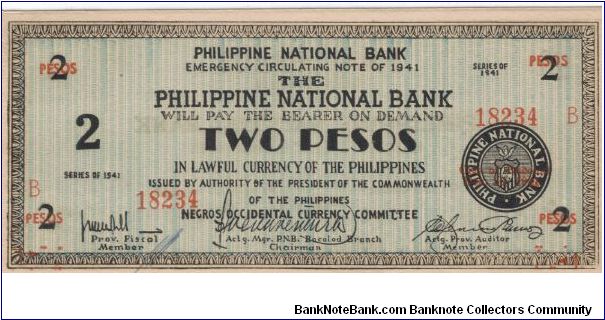 PHILIPPINE NATIONAL BANK
EMERGENCY CIRCULATING NOTE OF 1941
THE
PHILIPPINE NATIONAL BANK
WILL PAY THE BEARER ON DEMAND
TWO PESOS
IN LAWFUL CURRENCY OF THE PHILIPPINES
ISSUED BY AUTHORITY OF THE PRESIDENT OF THE COMMONWEALTH
OF THE PHILIPPINES
NEGROS OCCIDENTAL CURRENCY COMMITTEE
2 PESOS
SERIES OF 1941
2 PESOS
18234 B
2
SERIES OF 1941
B
18234
2 PESOS
2 PESOS
PHILIPPINE NATIONAL BANK
Prov. Fiscal
Member
Actg. Mgr. P.N.B. Bacolod Branch
Chairman
Actg. Prov. Auditor
Member
BankNoteBank.com Banknote Collectors Community